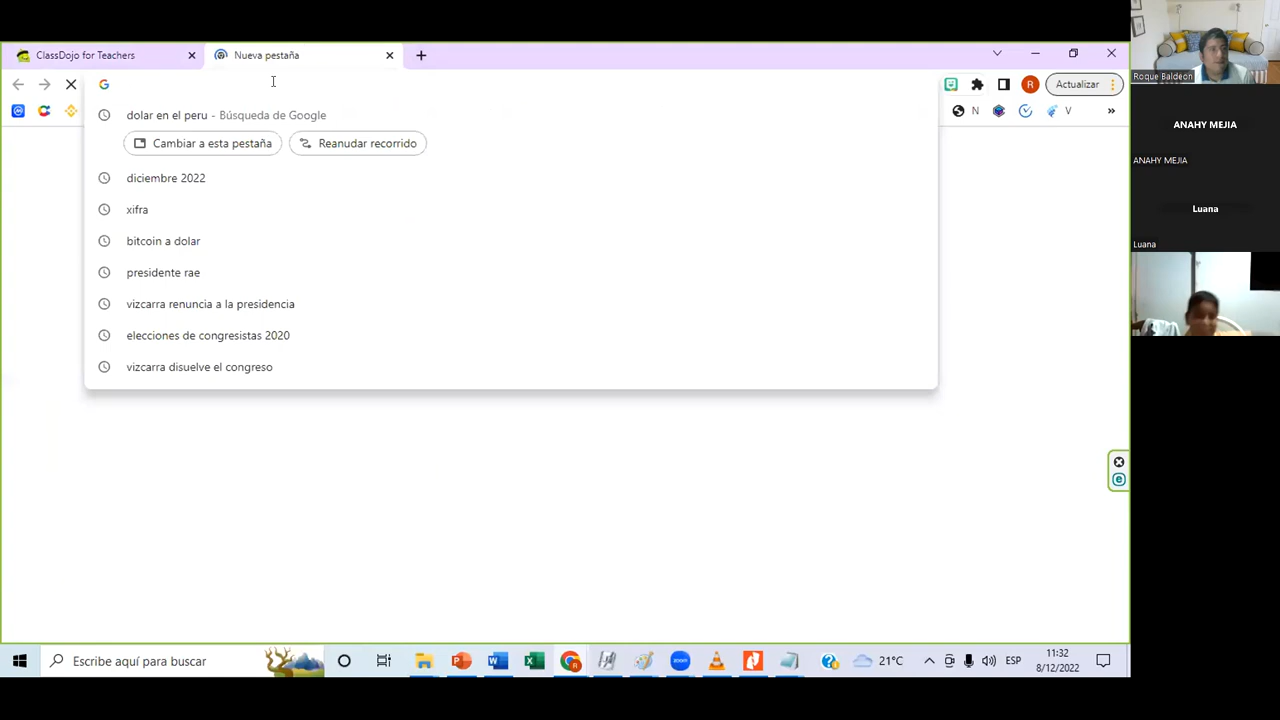 ClassDojo for Teachers
Nueva pestaña
Actualizar
N
V
dolar en el peru - Búsqueda de Google
Cambiar a esta pestaña
Reanudar recorrido
diciembre 2022
xifra
bitcoin a dolar
presidente rae
vizcarra renuncia a la presidencia
elecciones de congresistas 2020
vizcarra disuelve el congreso
Roque Baldeon
ANAHY MEJIA
ANAHY MEJIA
Luana
Luana
Escribe aquí para buscar
zoom
21°C
ESP
11:32
8/12/2022